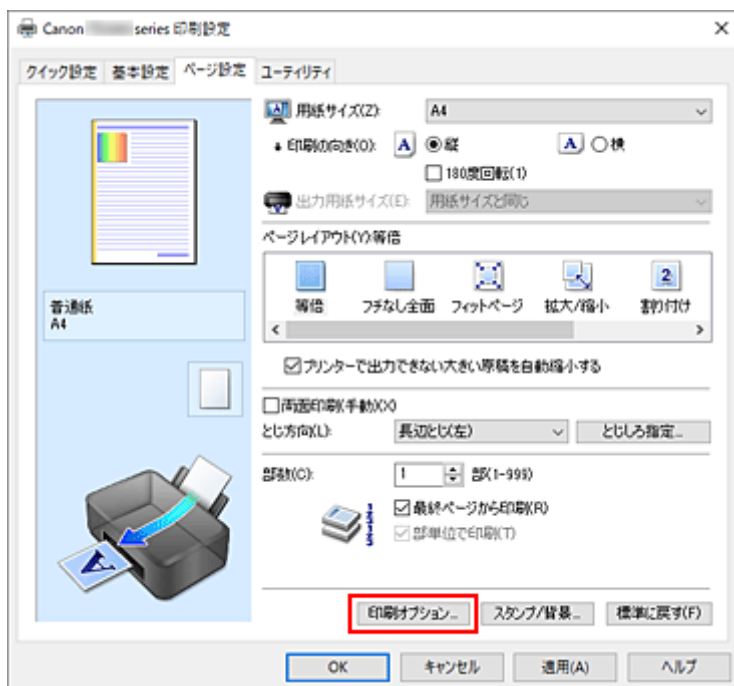 Canon series 印刷設定
クイック設定 基本設定 ページ設定 ユーティリティ
用紙サイズ(Z): A4
印刷の向き(O): A 縦 A 横
180度回転(1)
出力用紙サイズ(E): 用紙サイズと同じ
ページレイアウト(Y):等倍
等倍 フチなし全面 フィットページ 拡大/縮小 2 割り付け
普通紙
A4
プリンターで出力できない大きい原稿を自動縮小する
両面印刷(手動)(X)
とじ方向(L): 長辺とじ(左) とじしろ指定...
部数(C): 1 部(1-999)
最終ページから印刷(R)
部単位で印刷(T)
印刷オプション... スタンプ/背景... 標準に戻す(F)
OK キャンセル 適用(A) ヘルプ